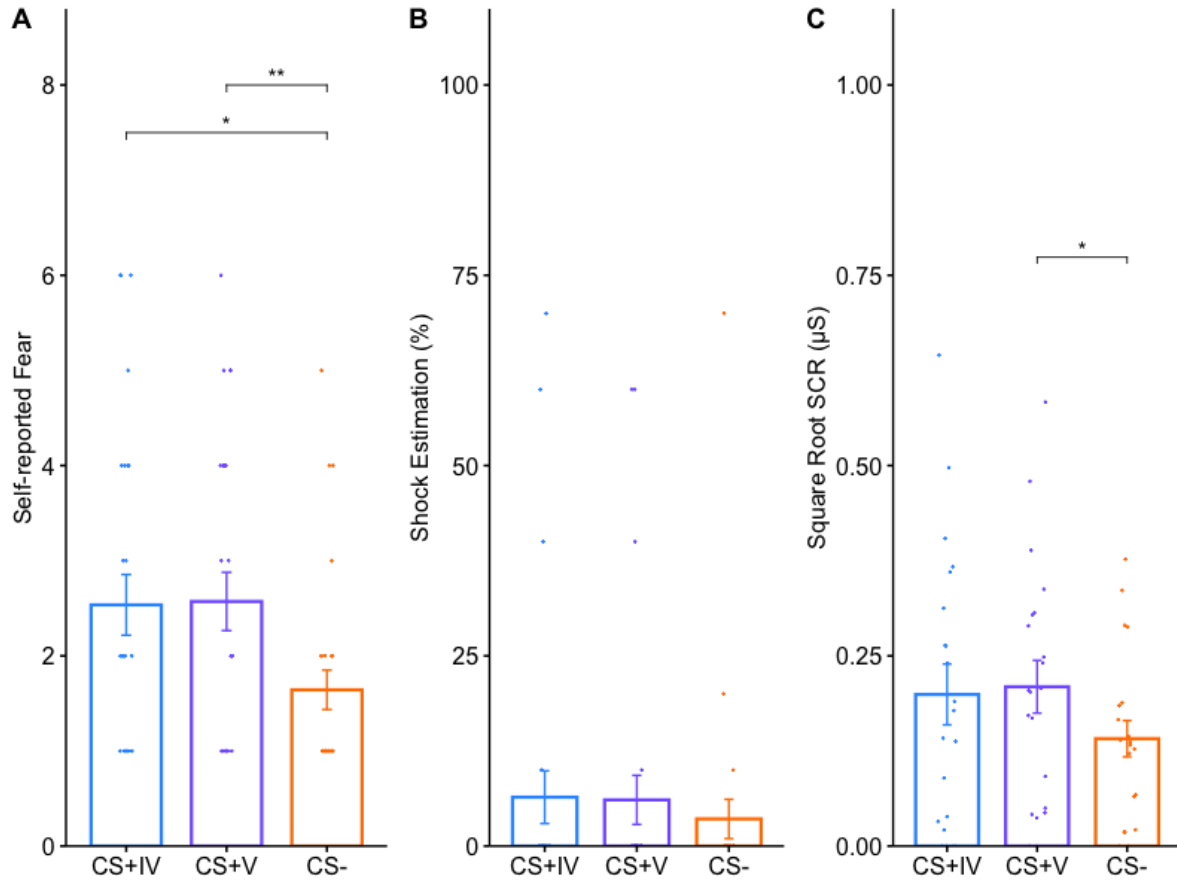 A
Self-reported Fear
8
6
4
2
0
**
*
CS+IV CS+V CS-
B
Shock Estimation (%)
100
75
50
25
0
CS+IV CS+V CS-
C
Square Root SCR (µS)
1.00
0.75
0.50
0.25
0.00
*
CS+IV CS+V CS-